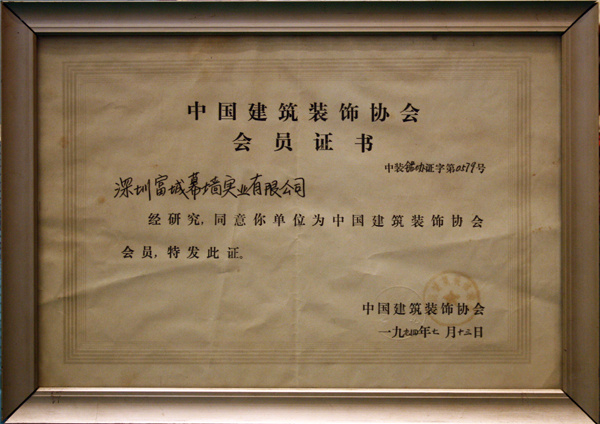 中国建筑装饰协会
会员证书
中装协证字第0579号
深圳富城幕墙实业有限公司
经研究,同意你单位为中国建筑装饰协会
会员,特发此证。
中国建筑装饰协会
一九九四年七月十三日